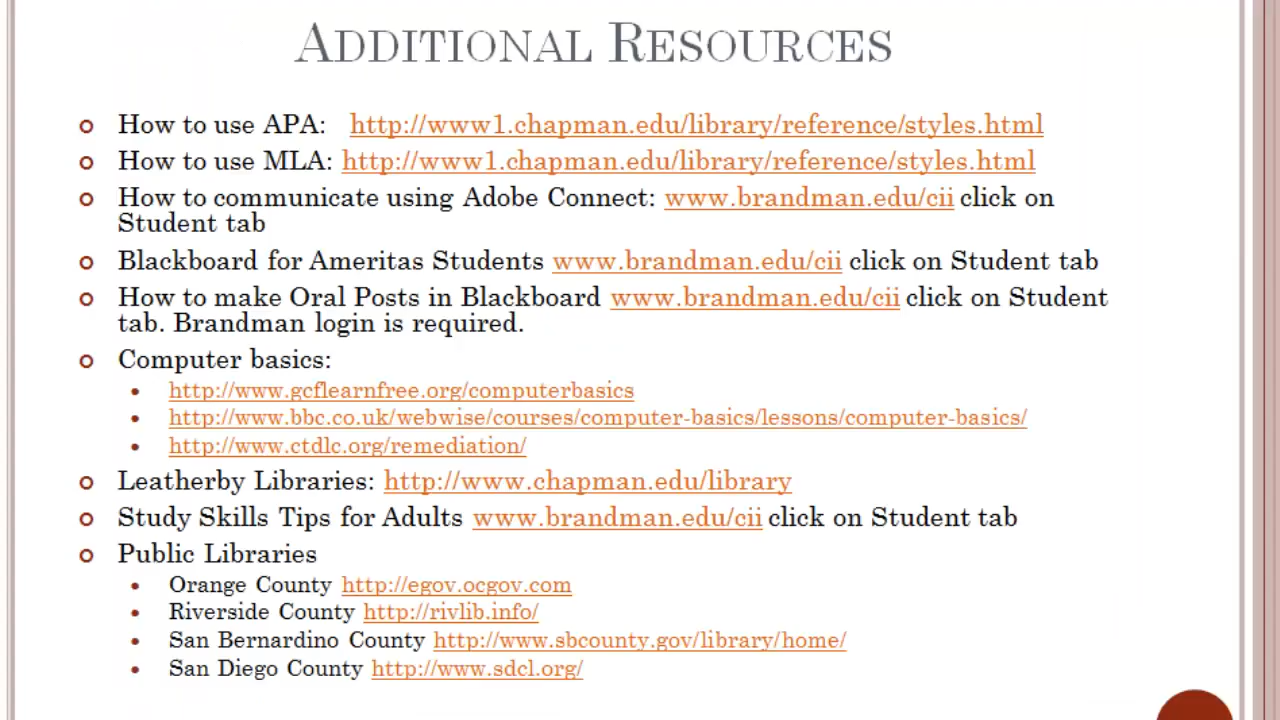 ADDITIONAL RESOURCES
How to use APA: http://www1.chapman.edu/library/reference/styles.html
How to use MLA: http://www1.chapman.edu/library/reference/styles.html
How to communicate using Adobe Connect: www.brandman.edu/cii click on
Student tab
Blackboard for Ameritas Students www.brandman.edu/cii click on Student tab
How to make Oral Posts in Blackboard www.brandman.edu/cii click on Student
tab. Brandman login is required.
Computer basics:
http://www.gcflearnfree.org/computerbasics
http://www.bbc.co.uk/webwise/courses/computer-basics/lessons/computer-basics/
http://www.ctdlc.org/remediation/
Leatherby Libraries: http://www.chapman.edu/library
Study Skills Tips for Adults www.brandman.edu/cii click on Student tab
Public Libraries
Orange County http://egov.ocgov.com
Riverside County http://rivlib.info/
San Bernardino County http://www.sbcounty.gov/library/home/
San Diego County http://www.sdcl.org/